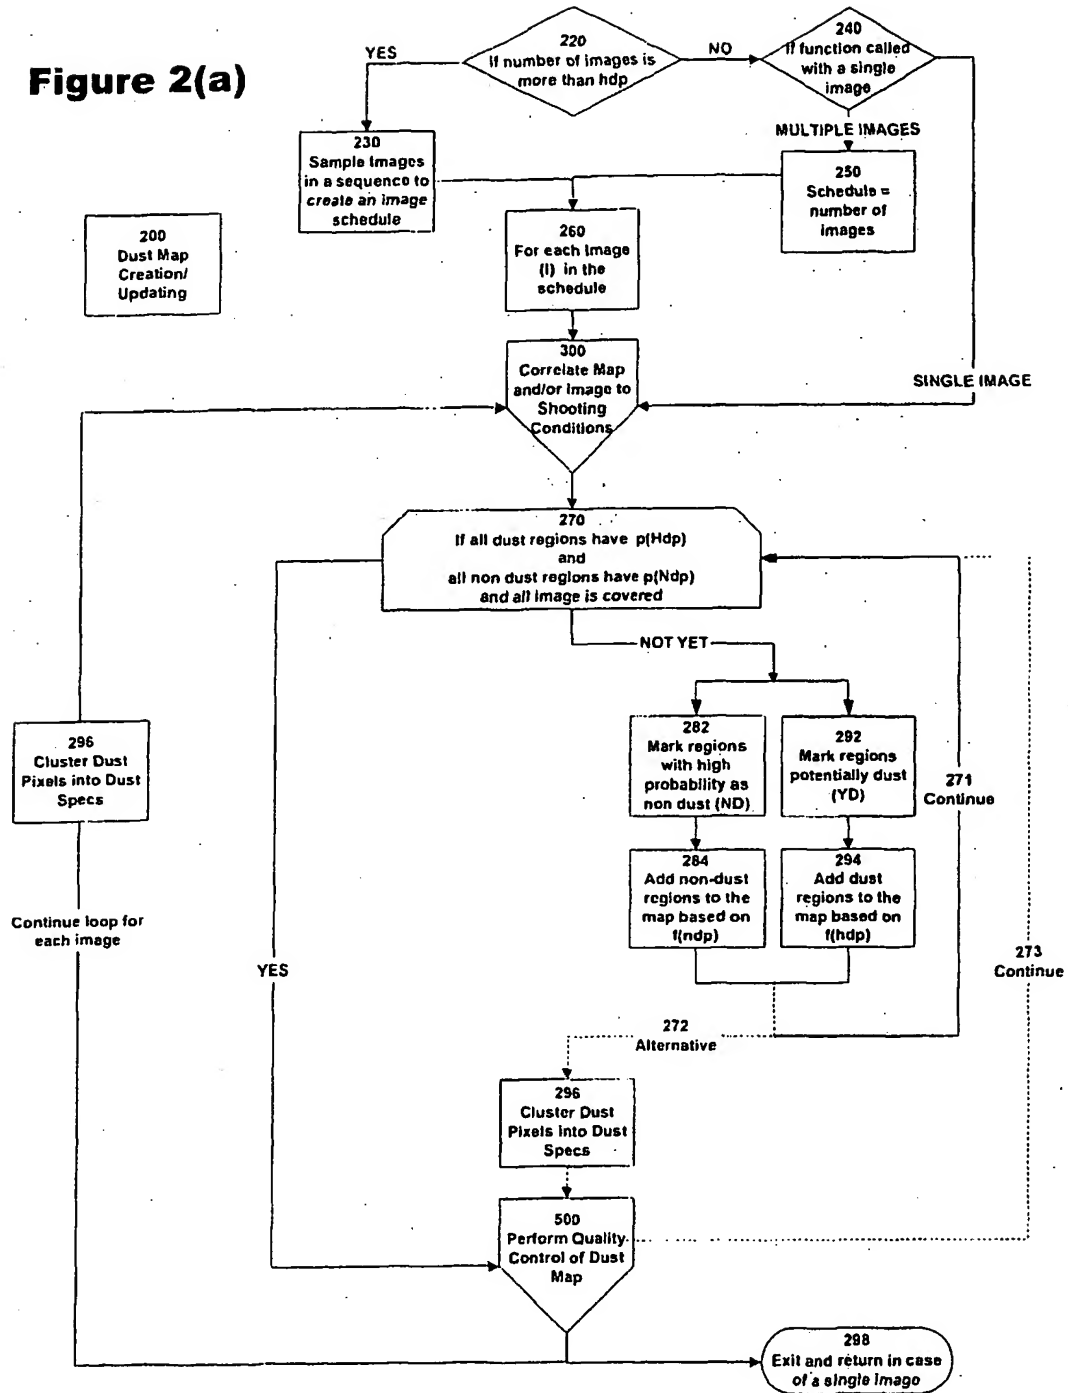 Figure 2(a)
YES
220
If number of images is
more than hdp
NO
240
If function called
with a single
image
MULTIPLE IMAGES
230
Sample Images
in a sequence to
create an image
schedule
250
Schedule =
number of
images
200
Dust Map
Creation/
Updating
260
For each Image
(I) in the
schedule
300
Correlate Map
and/or Image to
Shooting
Conditions
SINGLE IMAGE
270
If all dust regions have p(Hdp)
and
all non dust regions have p(Ndp)
and all image is covered
NOT YET
296
Cluster Dust
Pixels into Dust
Specs
282
Mark regions
with high
probability as
non dust (ND)
292
Mark regions
potentially dust
(YD)
271
Continue
284
Add non-dust
regions to the
map based on
f(ndp)
294
Add dust
regions to the
map based on
f(hdp)
Continue loop for
each image
YES
273
Continue
272
Alternative
296
Cluster Dust
Pixels into Dust
Specs
500
Perform Quality
Control of Dust
Map
298
Exit and return in case
of a single image